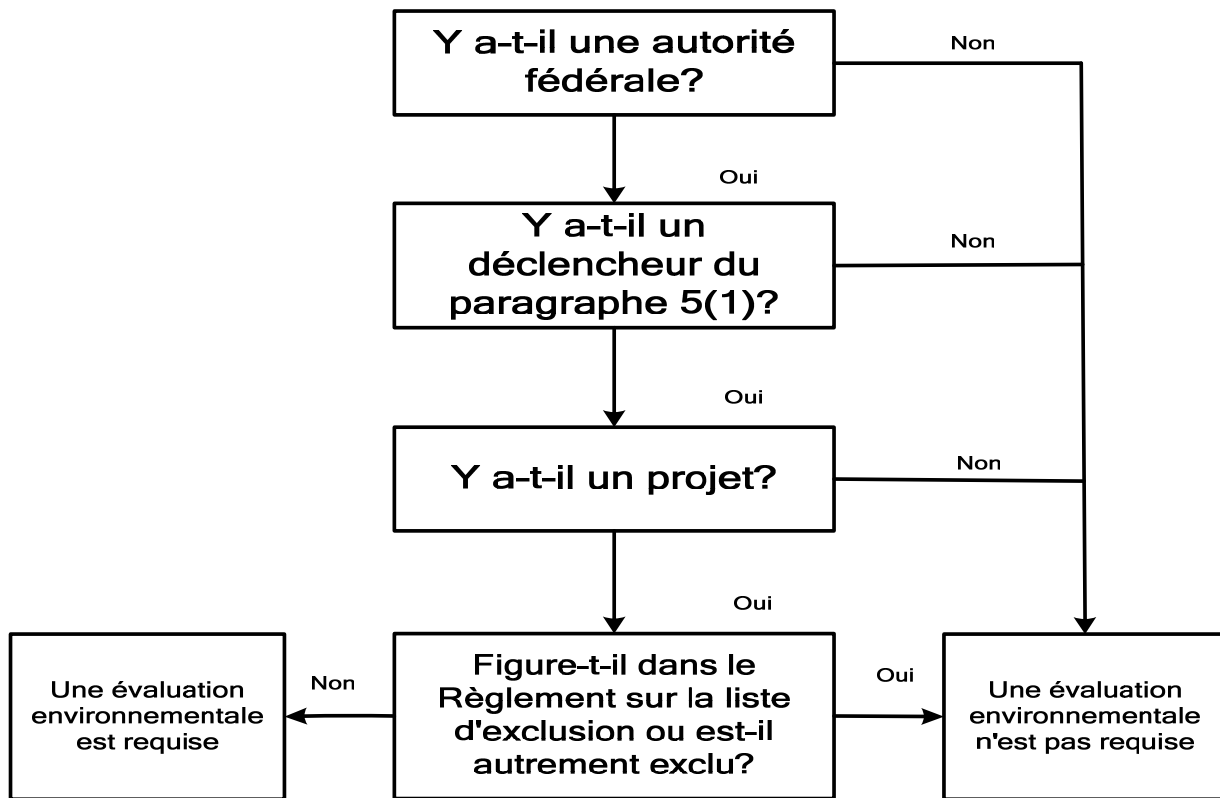 Y a-t-il une autorité
fédérale?
Non
Oui
Y a-t-il un
déclencheur du
paragraphe 5(1)?
Non
Oui
Y a-t-il un projet?
Non
Oui
Une évaluation
environnementale
est requise
Non
Figure-t-il dans le
Règlement sur la liste
d'exclusion ou est-il
autrement exclu?
Oui
Une évaluation
environnementale
n'est pas requise